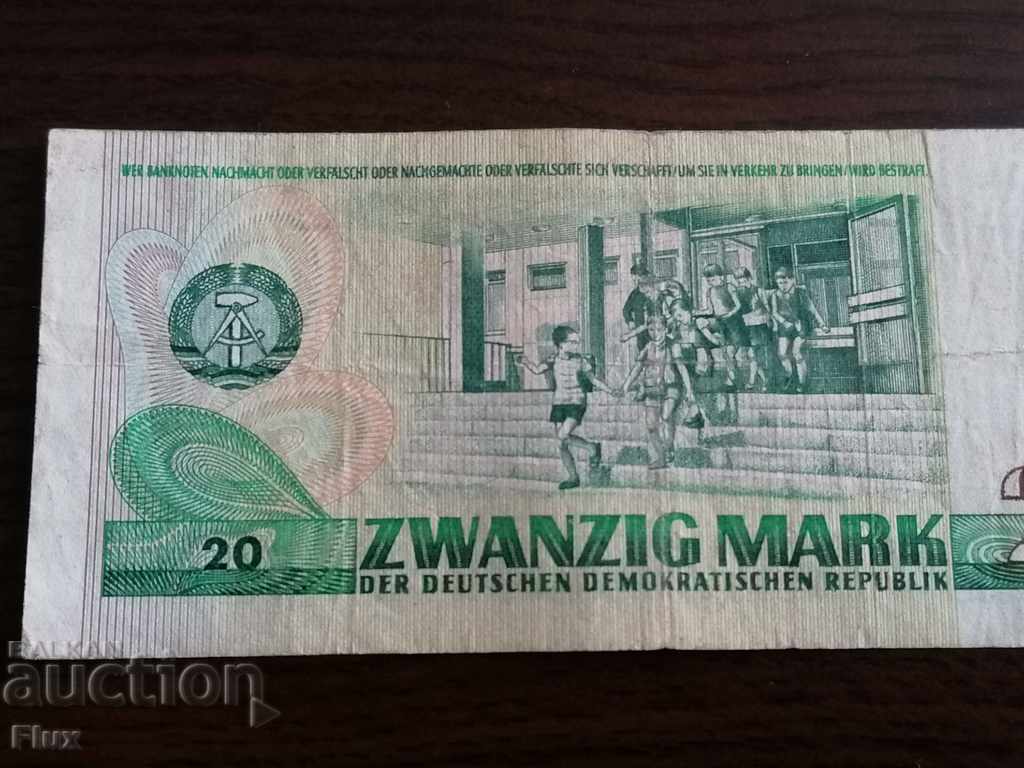 WER BANKNOTEN NACHMACHT ODER VERFÄLSCHT ODER NACHGEMACHTE ODER VERFÄLSCHTE SICH VERSCHAFFT/UM SIE IN VERKEHR ZU BRINGEN/WIRD BESTRAFT.
20
ZWANZIG MARK
DER DEUTSCHEN DEMOKRATISCHEN REPUBLIK
BALKAN
auction
Flux